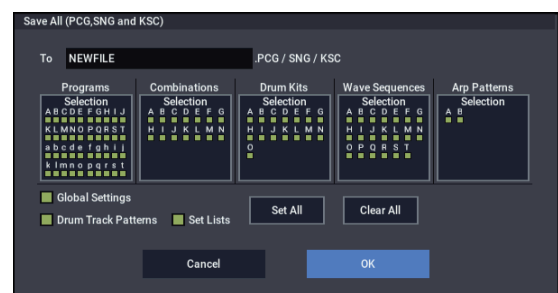 Save All (PCG,SNG and KSC)
To NEWFILE .PCG / SNG / KSC
Programs Combinations Drum Kits Wave Sequences Arp Patterns
Selection Selection Selection Selection Selection
A B C D E F G H I J A B C D E F G A B C D E F G A B C D E F G A B
K L M N O P Q R S T H I J K L M N H I J K L M N H I J K L M N
a b c d e f g h i j O O P Q R S T
k l m n o p q r s t
Global Settings
Drum Track Patterns Set Lists Set All Clear All
Cancel OK